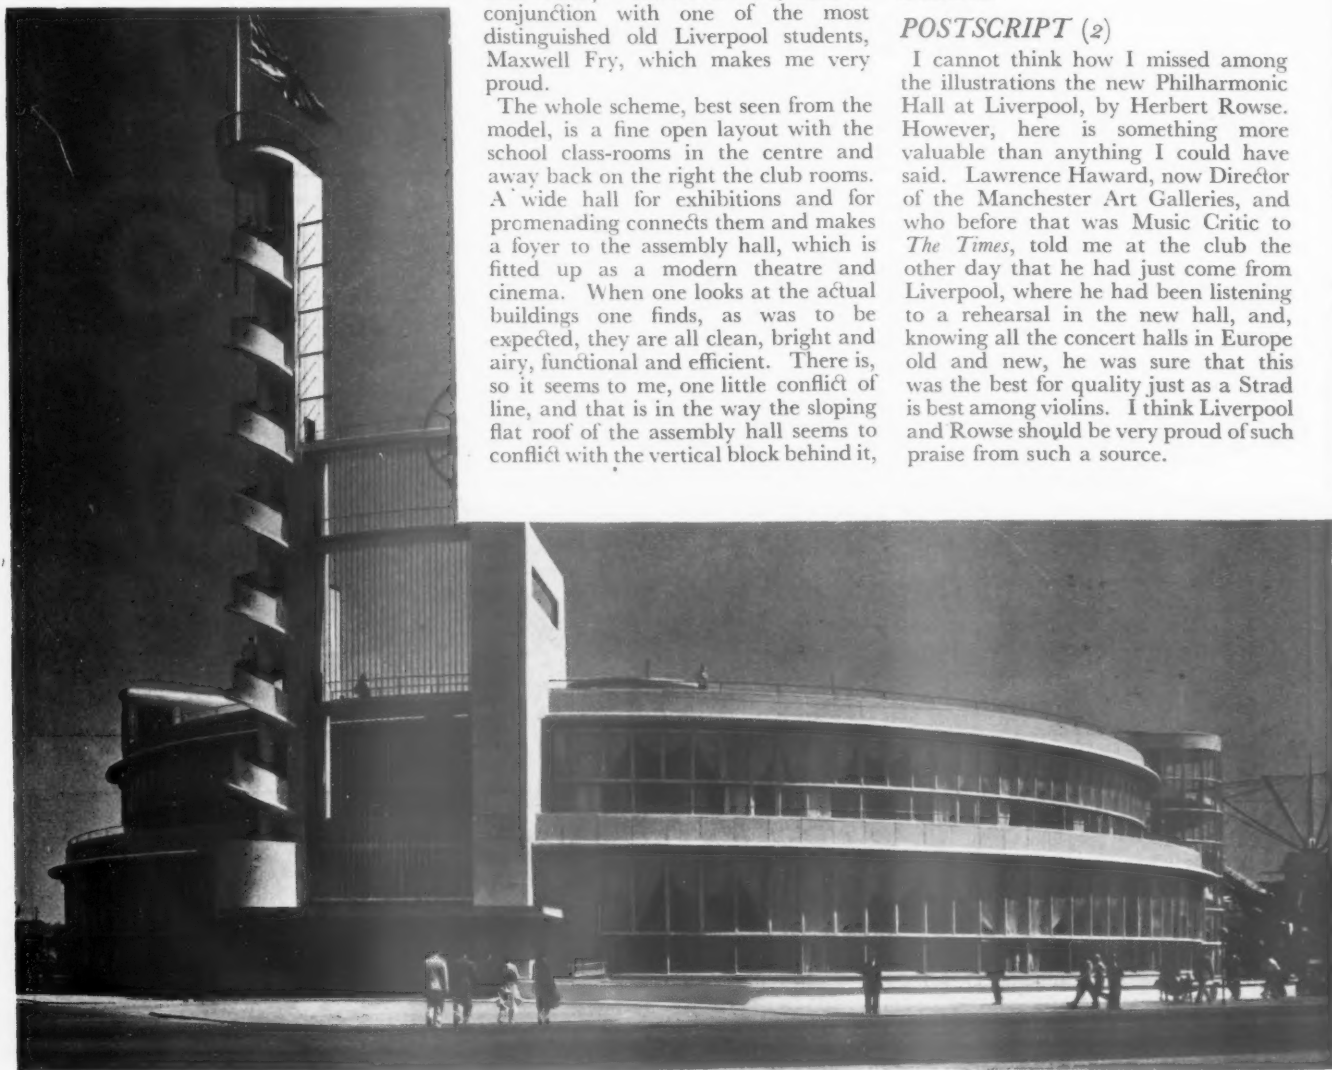 conjunction with one of the most
distinguished old Liverpool students,
Maxwell Fry, which makes me very
proud.
The whole scheme, best seen from the
model, is a fine open layout with the
school class-rooms in the centre and
away back on the right the club rooms.
A wide hall for exhibitions and for
promenading connects them and makes
a foyer to the assembly hall, which is
fitted up as a modern theatre and
cinema. When one looks at the actual
buildings one finds, as was to be
expected, they are all clean, bright and
airy, functional and efficient. There is,
so it seems to me, one little conflict of
line, and that is in the way the sloping
flat roof of the assembly hall seems to
conflict with the vertical block behind it,
POSTSCRIPT (2)
I cannot think how I missed among
the illustrations the new Philharmonic
Hall at Liverpool, by Herbert Rowse.
However, here is something more
valuable than anything I could have
said. Lawrence Haward, now Director
of the Manchester Art Galleries, and
who before that was Music Critic to
The Times, told me at the club the
other day that he had just come from
Liverpool, where he had been listening
to a rehearsal in the new hall, and,
knowing all the concert halls in Europe
old and new, he was sure that this
was the best for quality just as a Strad
is best among violins. I think Liverpool
and Rowse should be very proud of such
praise from such a source.